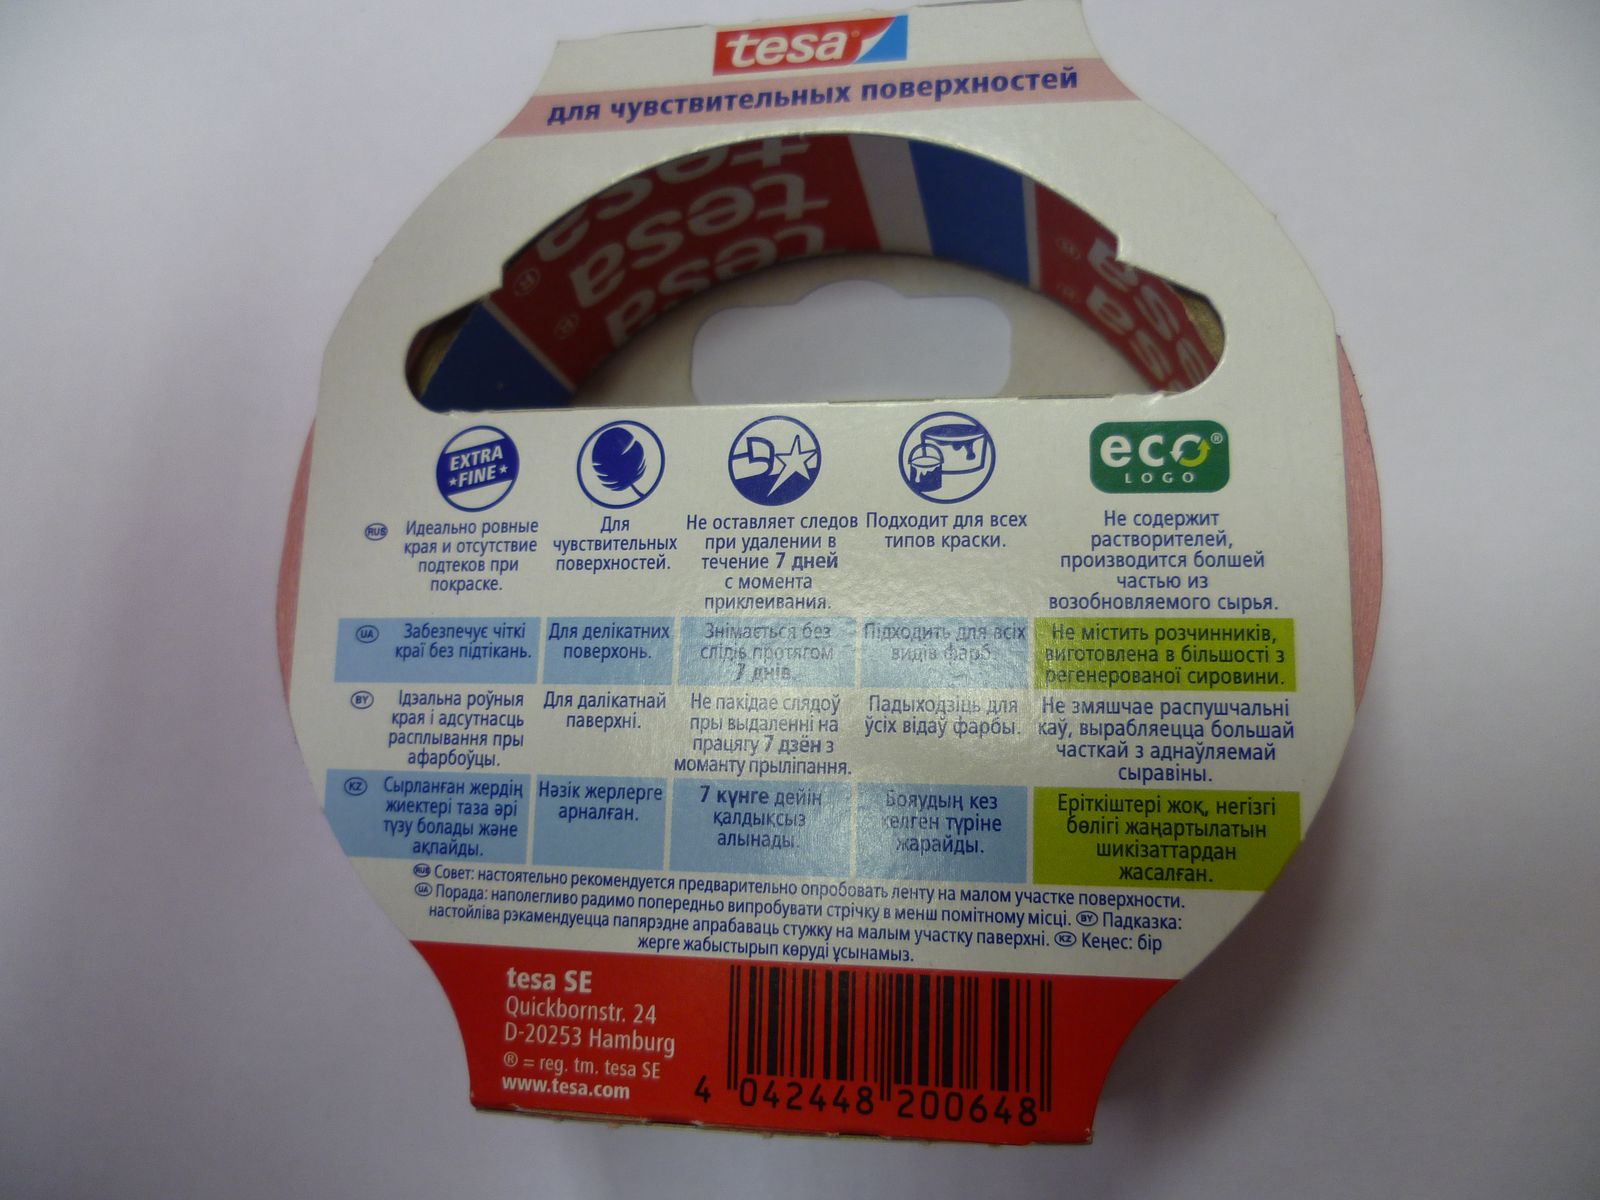 tesa®
для чувствительных поверхностей
tesa
tesa
tesa
EXTRA
FINE
eco®
LOGO
RUS
Идеально ровные
края и отсутствие
подтеков при
покраске.
Для
чувствительных
поверхностей.
Не оставляет следов
при удалении в
течение 7 дней
с момента
приклеивания.
Подходит для всех
типов краски.
Не содержит
растворителей,
производится болшей
частью из
возобновляемого сырья.
UA
Забезпечує чіткі
краї без підтікань.
Для делікатних
поверхонь.
Знімається без
слідів протягом
7 днів.
Підходить для всіх
видів фарб.
Не містить розчинників,
виготовлена в більшості з
регенерованої сировини.
BY
Ідэальна роўныя
края і адсутнасць
расплывання пры
афарбоўцы.
Для далікатнай
паверхні.
Не пакідае слядоў
пры выдаленні на
працягу 7 дзён з
моманту прыліпання.
Падыходзіць для
ўсіх відаў фарбы.
Не змяшчае распушчальні
каў, вырабляецца большай
часткай з аднаўляемай
сыравіны.
KZ
Сырланған жердің
жиектері таза әрі
түзу болады және
ақпайды.
Нәзік жерлерге
арналған.
7 күнге дейін
қалдықсыз
алынады.
Бояудың кез
келген түріне
жарайды.
Еріткіштері жоқ, негізгі
бөлігі жаңартылатын
шикізаттардан
жасалған.
RUS Совет: настоятельно рекомендуется предварительно опробовать ленту на малом участке поверхности.
UA Порада: наполегливо радимо попередньо випробувати стрічку в менш помітному місці. BY Падказка:
настойліва рэкамендуецца папярэдне апрабаваць стужку на малым участку паверхні. KZ Кеңес: бір
жерге жабыстырып көруді ұсынамыз.
tesa SE
Quickbornstr. 24
D-20253 Hamburg
® = reg. tm. tesa SE
www.tesa.com
4 042448 200648